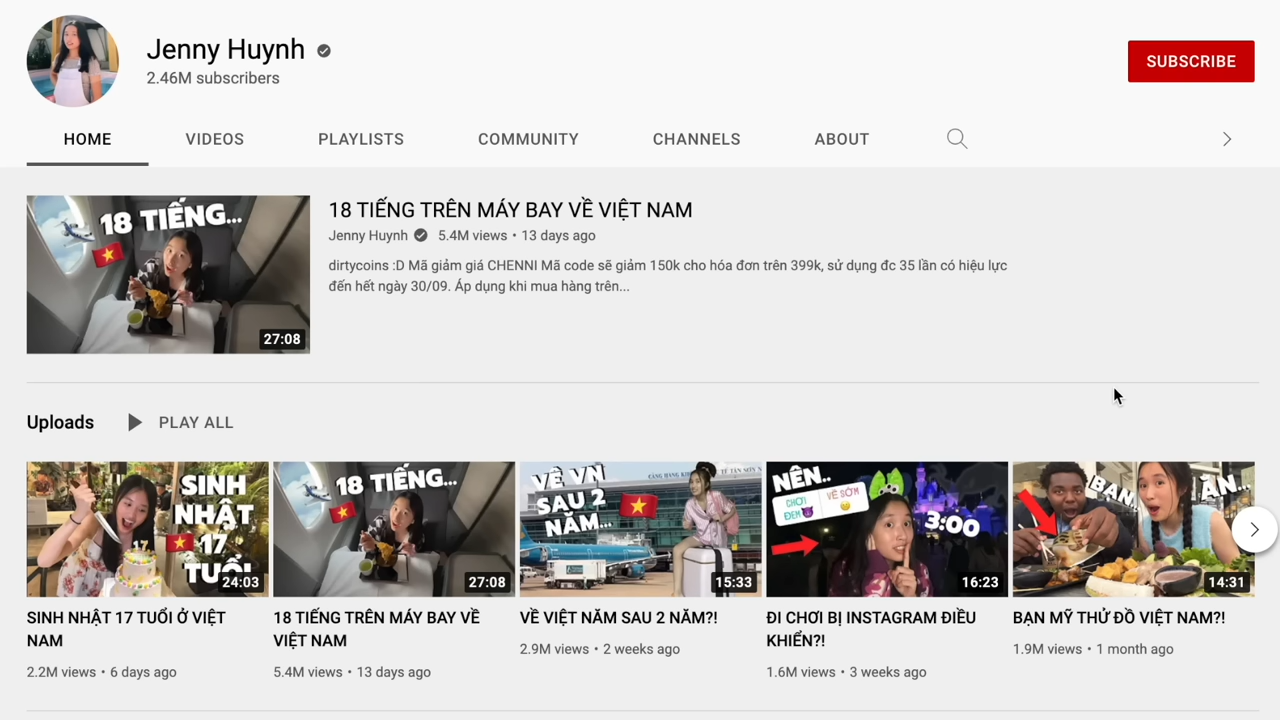 Jenny Huynh
2.46M subscribers
SUBSCRIBE
HOME VIDEOS PLAYLISTS COMMUNITY CHANNELS ABOUT
18 TIẾNG...
27:08
18 TIẾNG TRÊN MÁY BAY VỀ VIỆT NAM
Jenny Huynh 5.4M views • 13 days ago
dirtycoins :D Mã giảm giá CHENNI Mã code sẽ giảm 150k cho hóa đơn trên 399k, sử dụng đc 35 lần có hiệu lực
đến hết ngày 30/09. Áp dụng khi mua hàng trên...
Uploads PLAY ALL
SINH
NHẬT
17
TUỔI
17
24:03
18 TIẾNG...
27:08
VỀ VN
SAU 2
NĂM...
15:33
NÊN..
CHƠI
ĐÊM
VỀ SỚM
3:00
16:23
BẠN
ĂN...
14:31
SINH NHẬT 17 TUỔI Ở VIỆT
NAM
2.2M views • 6 days ago
18 TIẾNG TRÊN MÁY BAY VỀ
VIỆT NAM
5.4M views • 13 days ago
VỀ VIỆT NĂM SAU 2 NĂM?!
2.9M views • 2 weeks ago
ĐI CHƠI BỊ INSTAGRAM ĐIỀU
KHIỂN?!
1.6M views • 3 weeks ago
BẠN MỸ THỬ ĐỒ VIỆT NAM?!
1.9M views • 1 month ago